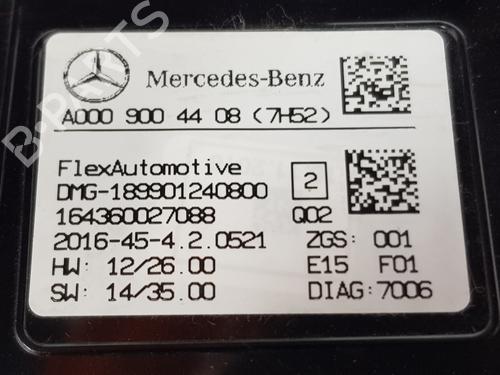 Mercedes-Benz
A000 900 44 08 (7H52)
FlexAutomotive
DMG-189901240800 2
164360027088 Q02
2016-45-4.2.0521 ZGS: 001
HW: 12/26.00 E15 F01
SW: 14/35.00 DIAG:7006
B-PARTS